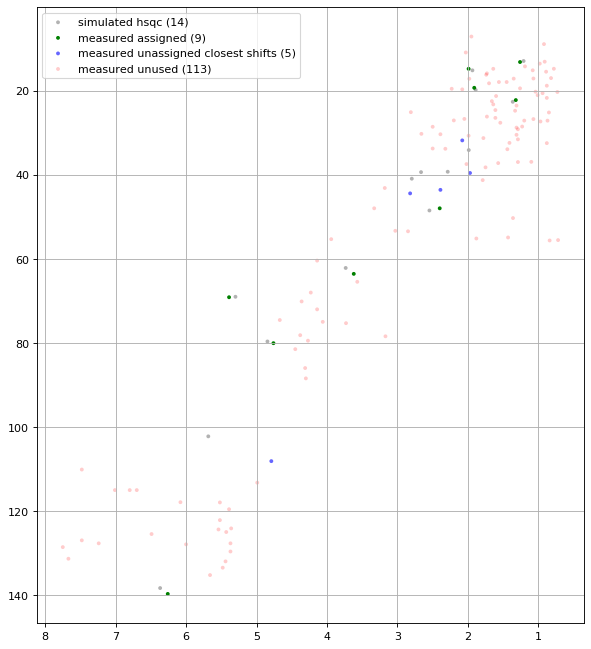 simulated hsqc (14)
measured assigned (9)
measured unassigned closest shifts (5)
measured unused (113)
20
40
60
80
100
120
140
8 7 6 5 4 3 2 1